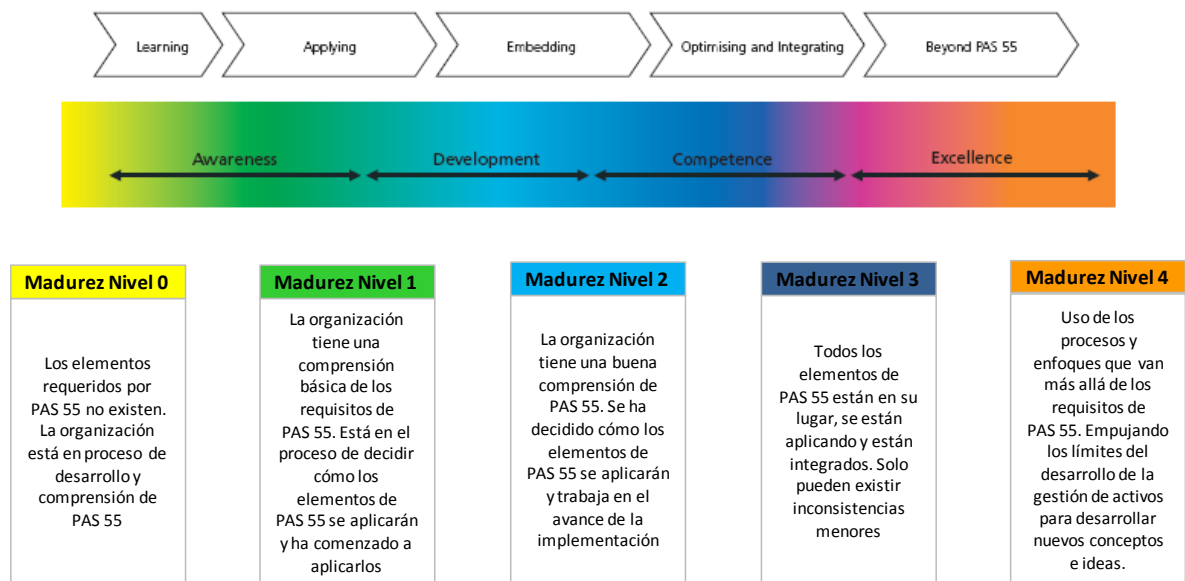 Learning
Applying
Embedding
Optimising and Integrating
Beyond PAS 55
Awareness
Development
Competence
Excellence
Madurez Nivel 0
Los elementos
requeridos por
PAS 55 no existen.
La organización
está en proceso de
desarrollo y
comprensión de
PAS 55
Madurez Nivel 1
La organización
tiene una
comprensión
básica de los
requisitos de
PAS 55. Está en el
proceso de decidir
cómo los
elementos de
PAS 55 se aplicarán
y ha comenzado a
aplicarlos
Madurez Nivel 2
La organización
tiene una buena
comprensión de
PAS 55. Se ha
decidido cómo los
elementos de
PAS 55 se aplicarán
y trabaja en el
avance de la
implementación
Madurez Nivel 3
Todos los
elementos de
PAS 55 están en su
lugar, se están
aplicando y están
integrados. Solo
pueden existir
inconsistencias
menores
Madurez Nivel 4
Uso de los
procesos y
enfoques que van
más allá de los
requisitos de
PAS 55. Empujando
los límites del
desarrollo de la
gestión de activos
para desarrollar
nuevos conceptos
e ideas.